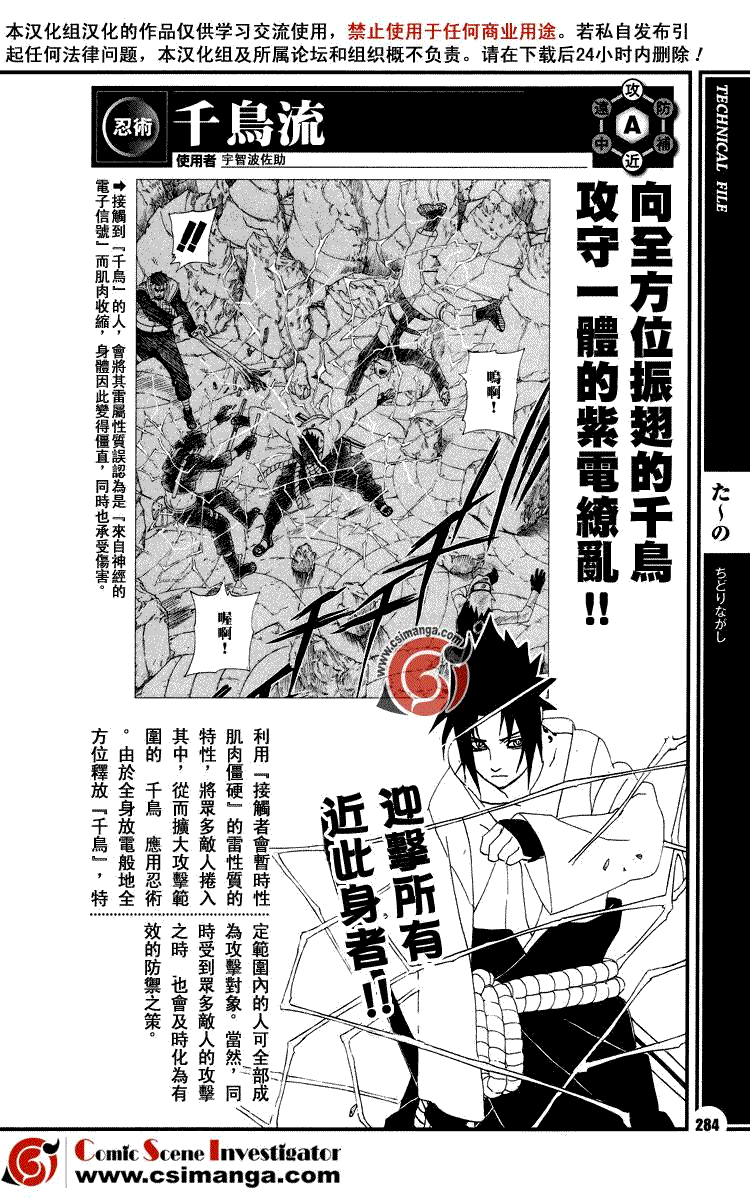 本汉化组汉化的作品仅供学习交流使用，禁止使用于任何商业用途。若私自发布引
起任何法律问题，本汉化组及所属论坛和组织概不负责。请在下载后24小时内删除！
忍術
千鳥流
使用者 宇智波佐助
攻
防
補
近
中
遠
A
TECHNICAL FILE
た～の
ちどりながし
向全方位振翅的千鳥
攻守一體的紫電繚亂!!
!!
嗚啊！
喔啊！
➡接觸到『千鳥』的人，會將其雷屬性質誤認為是『來自神經的
電子信號』而肌肉收縮，身體因此變得僵直，同時也承受傷害。
www.csimanga.com
迎擊所有
近此身者!!
利用『接觸者會暫時性
肌肉僵硬』的雷性質的
特性，將眾多敵人捲入
其中，從而擴大攻擊範
圍的 千鳥 應用忍術
。由於全身放電般地全
方位釋放『千鳥』，特
定範圍內的人可全部成
為攻擊對象。當然，同
時受到眾多敵人的攻擊
之時 也會及時化為有
效的防禦之策。
284
Comic Scene Investigator
www.csimanga.com